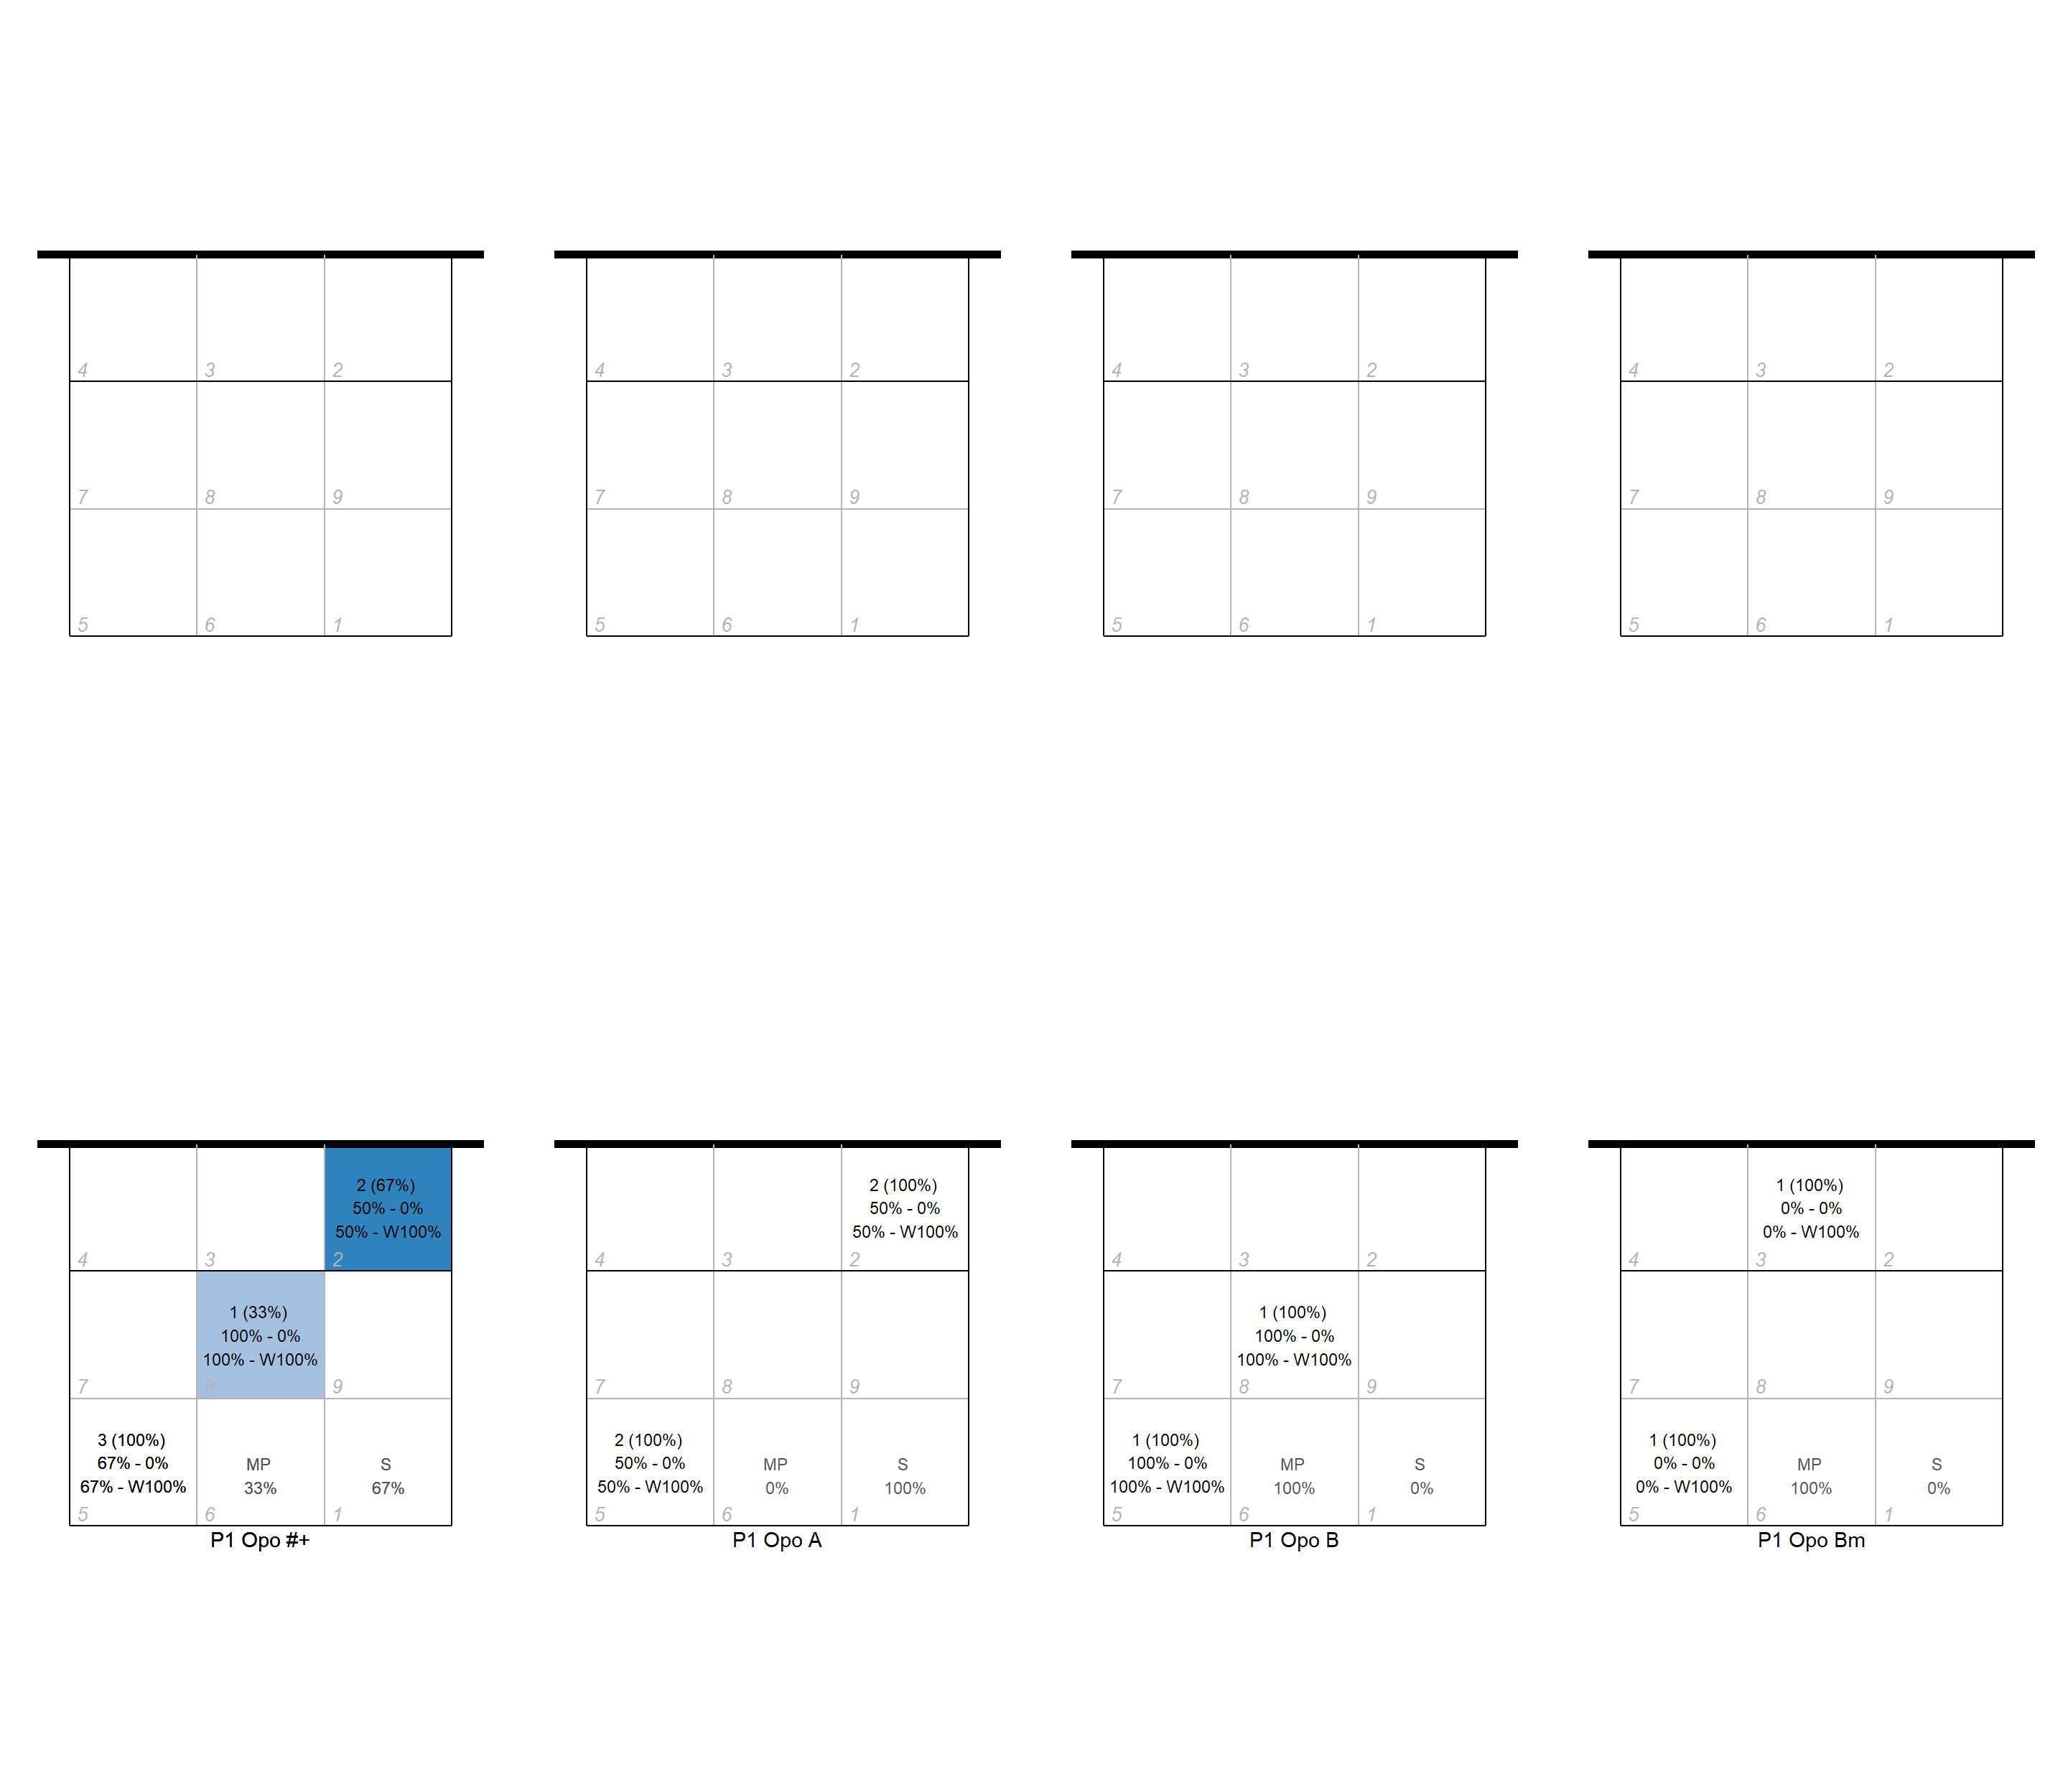 4 3 2
4 3 2
4 3 2
4 3 2
7 8 9
7 8 9
7 8 9
7 8 9
5 6 1
5 6 1
5 6 1
5 6 1
2 (67%)
50% - 0%
50% - W100%
4 3 2
1 (33%)
100% - 0%
100% - W100%
7 8 9
3 (100%)
67% - 0%
67% - W100%
MP
33%
S
67%
5 6 1
P1 Opo #+
2 (100%)
50% - 0%
50% - W100%
4 3 2
7 8 9
2 (100%)
50% - 0%
50% - W100%
MP
0%
S
100%
5 6 1
P1 Opo A
4 3 2
1 (100%)
100% - 0%
100% - W100%
7 8 9
1 (100%)
100% - 0%
100% - W100%
MP
100%
S
0%
5 6 1
P1 Opo B
1 (100%)
0% - 0%
0% - W100%
4 3 2
7 8 9
1 (100%)
0% - 0%
0% - W100%
MP
100%
S
0%
5 6 1
P1 Opo Bm